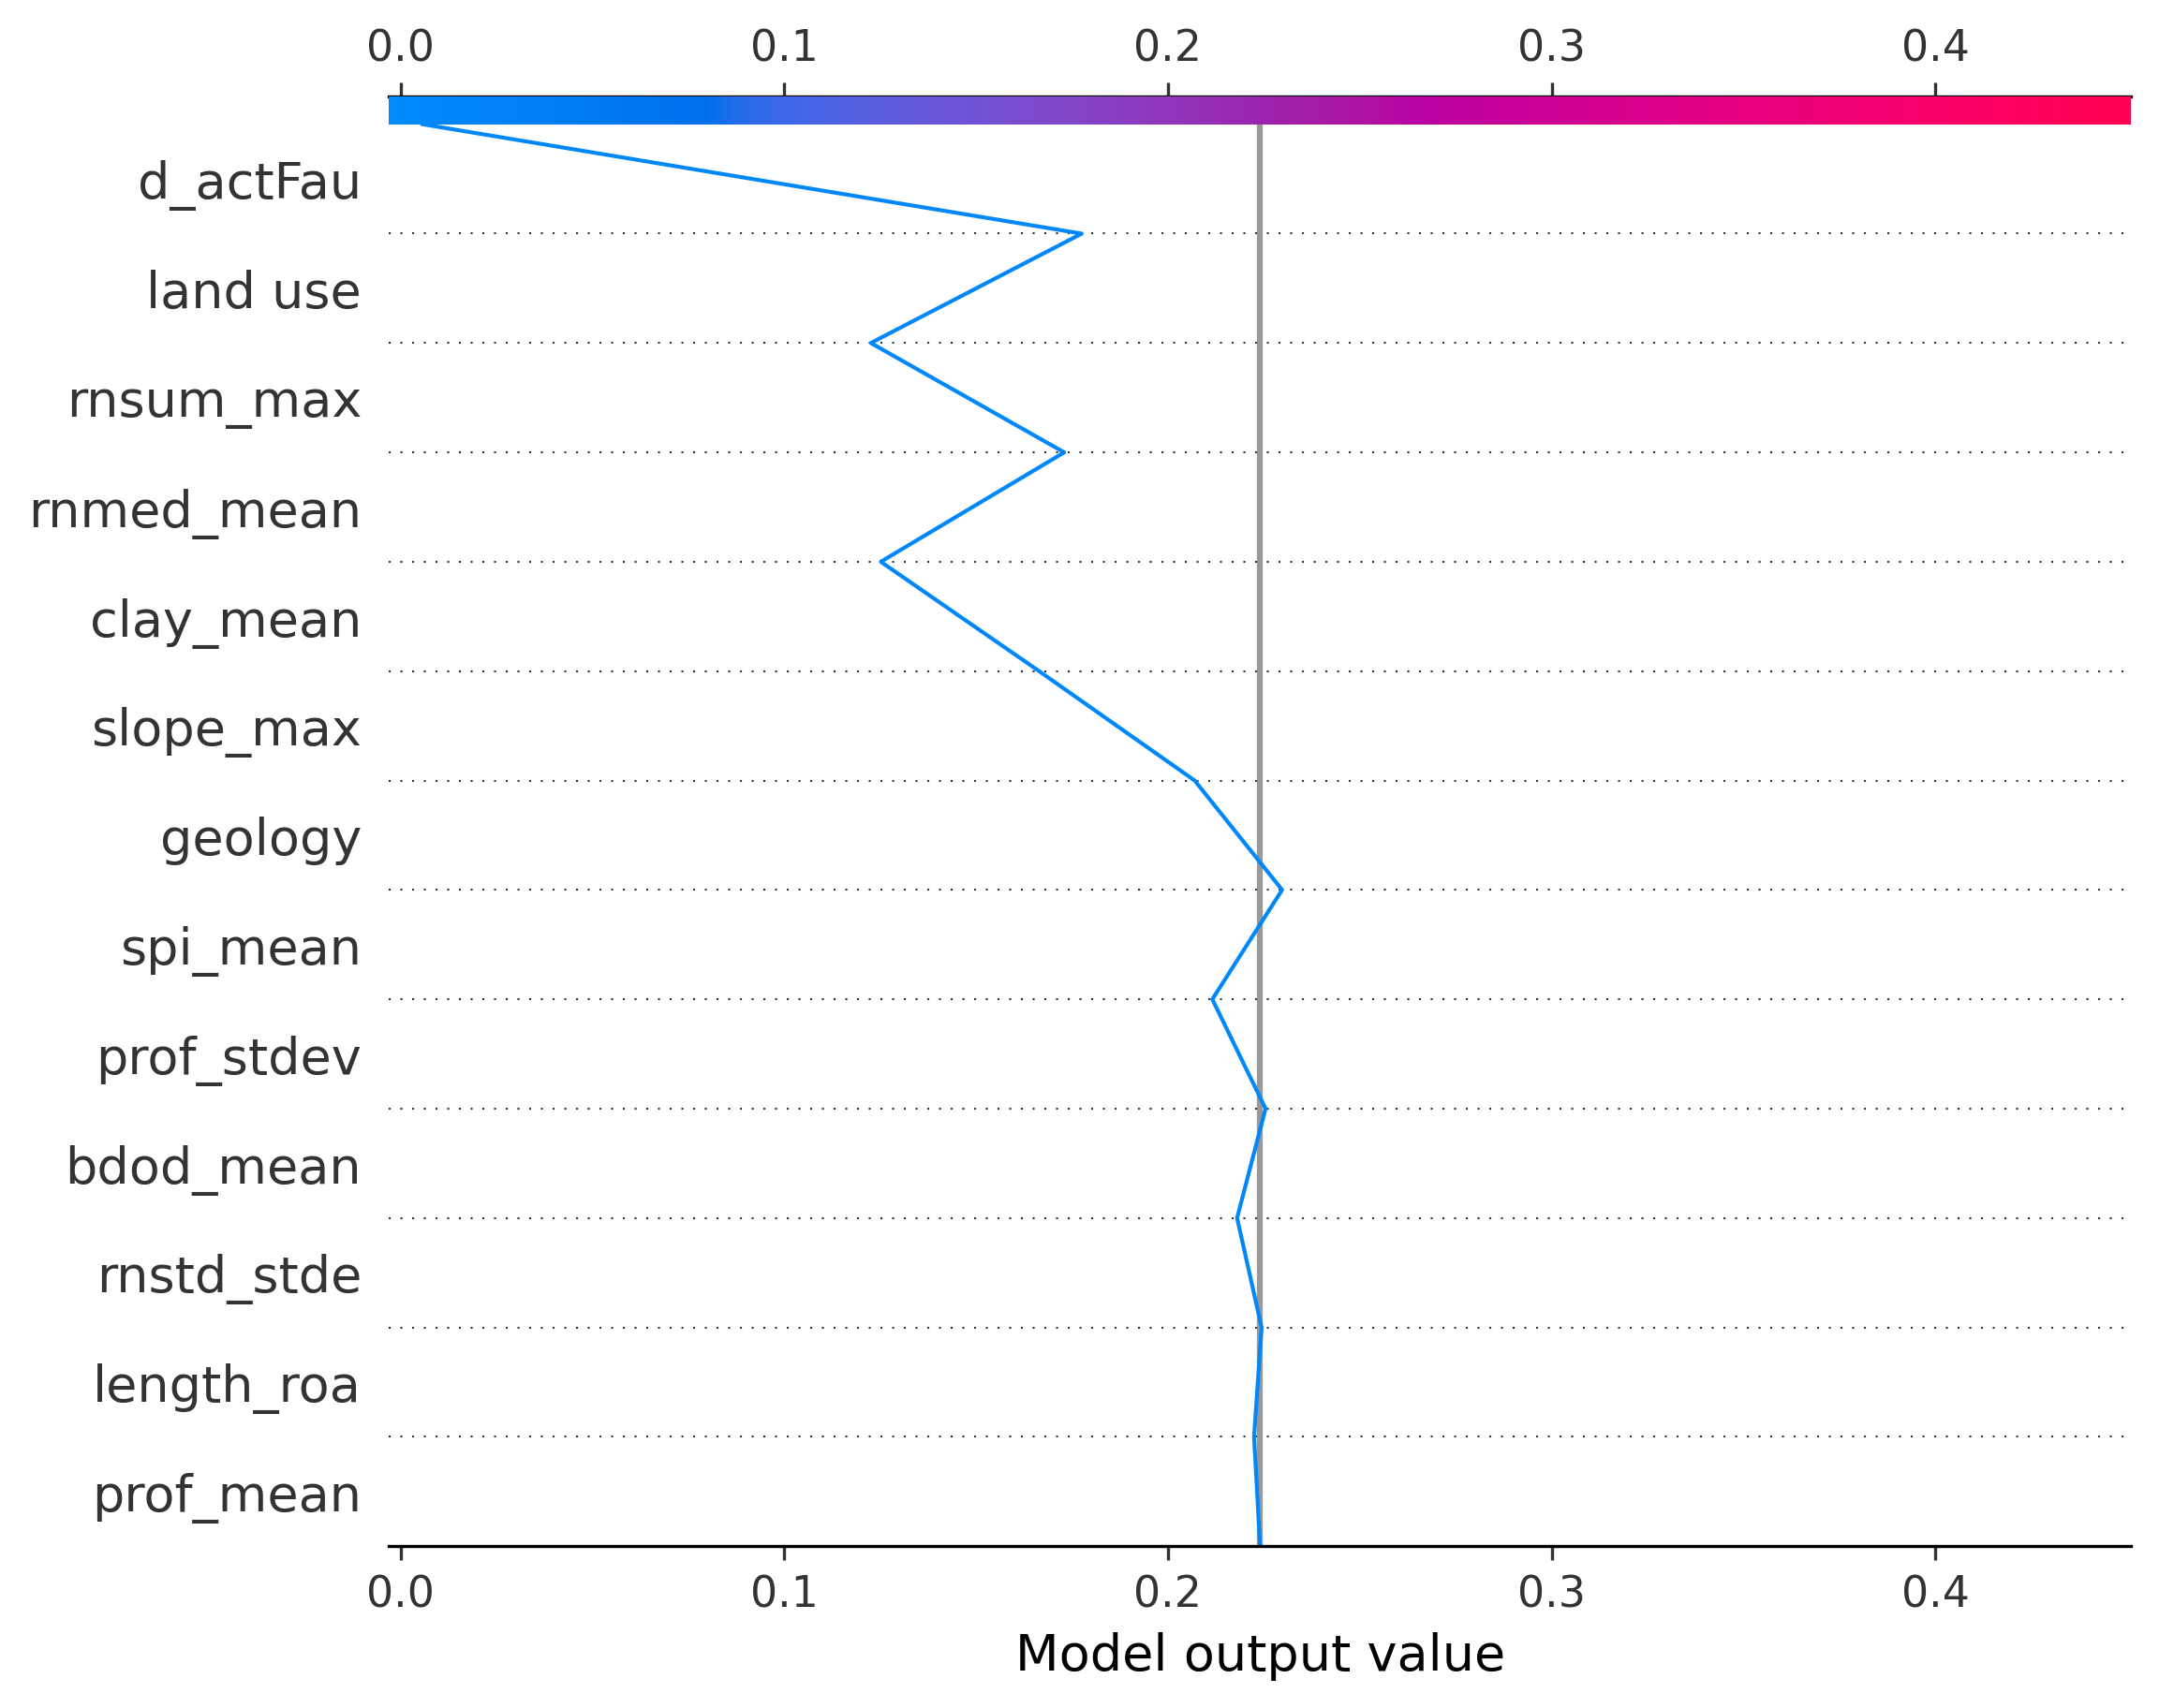 0.0 0.1 0.2 0.3 0.4
d_actFau
land use
rnsum_max
rnmed_mean
clay_mean
slope_max
geology
spi_mean
prof_stdev
bdod_mean
rnstd_stde
length_roa
prof_mean
0.0 0.1 0.2 0.3 0.4
Model output value